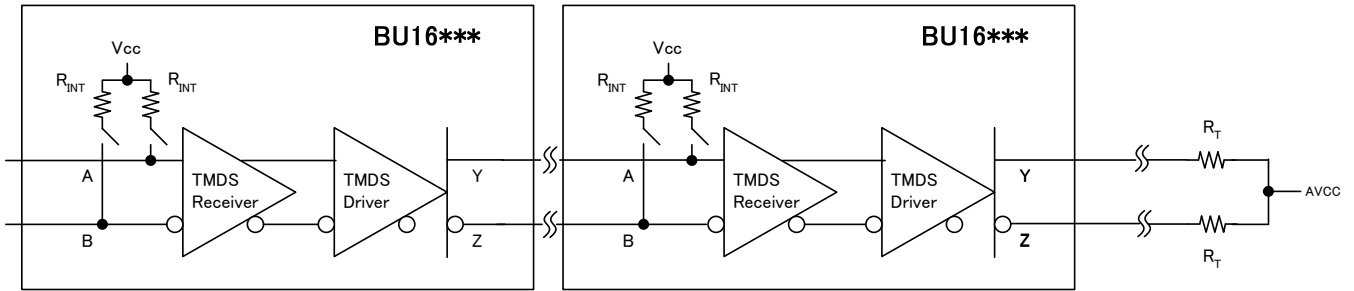 BU16***
Vcc
R_INT R_INT
A
B
TMDS
Receiver
TMDS
Driver
Y
Z
BU16***
Vcc
R_INT R_INT
A
B
TMDS
Receiver
TMDS
Driver
Y
Z
R_T
R_T
AVCC